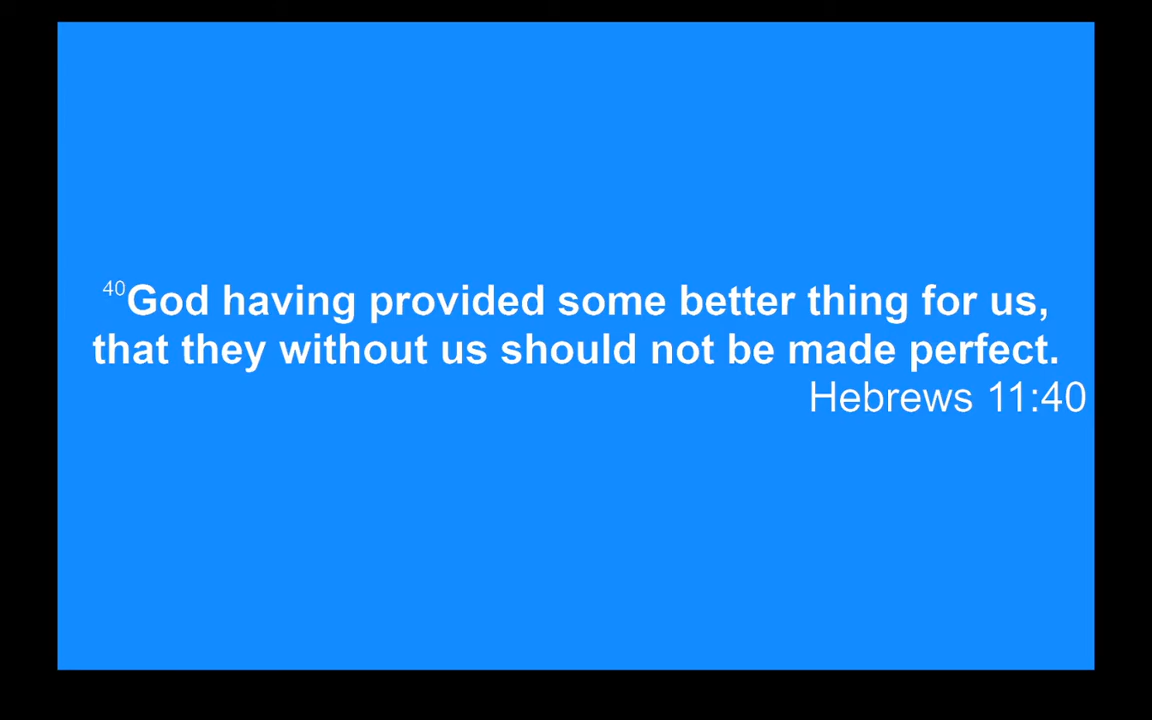 40God having provided some better thing for us,
that they without us should not be made perfect.
Hebrews 11:40